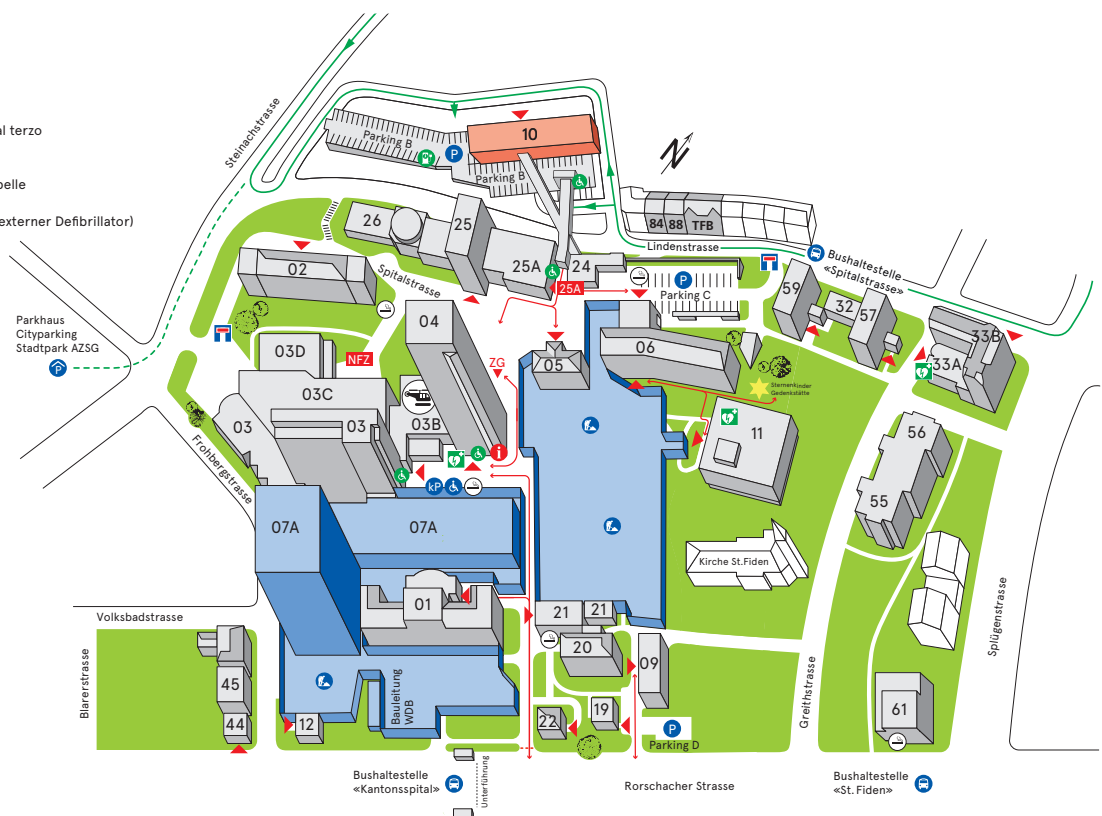 al terzo
pelle
externer Defibrillator)
Steinachstrasse
Parking B
P
10
Parking B
N
84 88 TFB
Lindenstrasse
Bushaltestelle
«Spitalstrasse»
26
25
25A
24
25A
P
Parking C
02
Spitalstrasse
59
32
57
33B
33A
Parkhaus
Cityparking
Stadtpark AZSG
P
04
03D
NFZ
ZG
05
06
Sternenkinder
Gedenkstätte
03C
03
03
03B
i
kP
11
56
55
Frohbergstrasse
07A
07A
Kirche St.Fiden
01
21
21
20
09
Volksbadstrasse
Blarerstrasse
45
44
12
Bauleitung
WDB
22
19
P
Parking D
61
Greithstrasse
Splügenstrasse
Unterführung
Bushaltestelle
«Kantonsspital»
Rorschacher Strasse
Bushaltestelle
«St. Fiden»